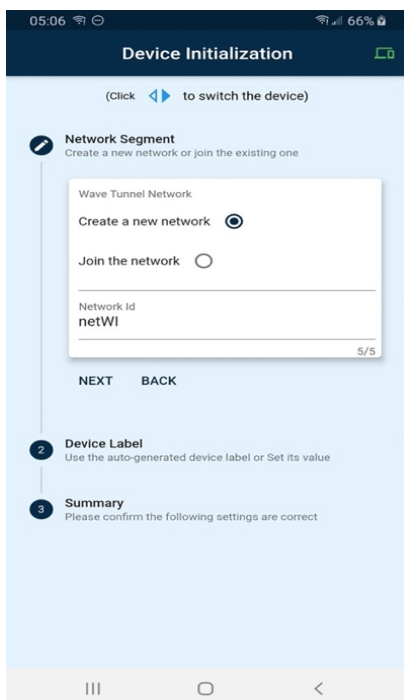 05:06 66%
Device Initialization
(Click to switch the device)
Network Segment
Create a new network or join the existing one
Wave Tunnel Network
Create a new network
Join the network
Network Id
netWI
5/5
NEXT BACK
2 Device Label
Use the auto-generated device label or Set its value
3 Summary
Please confirm the following settings are correct